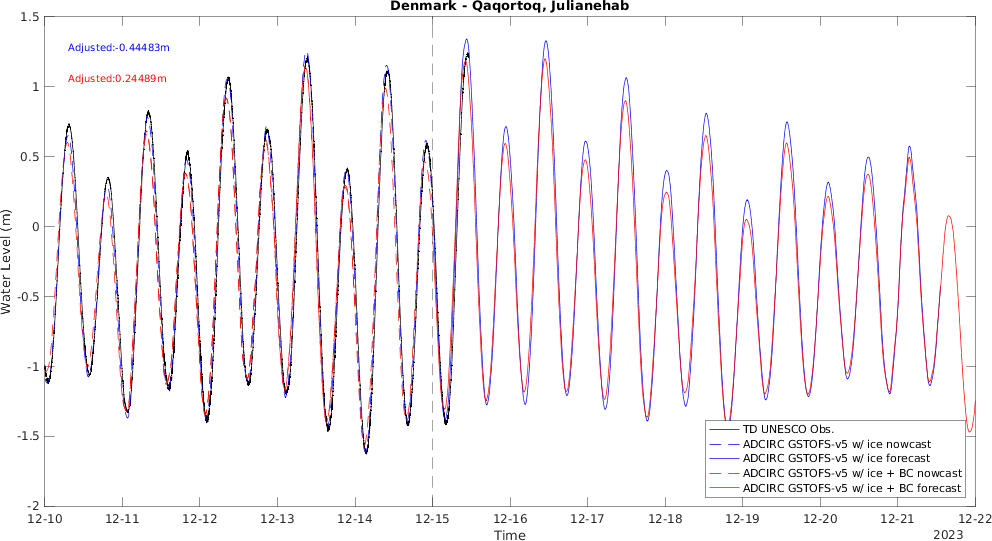 Denmark - Qaqortoq, Julianehab
Adjusted:-0.44483m
Adjusted:0.24489m
Water Level (m)
1.5
1
0.5
0
-0.5
-1
-1.5
-2
TD UNESCO Obs.
ADCIRC GSTOFS-v5 w/ ice nowcast
ADCIRC GSTOFS-v5 w/ ice forecast
ADCIRC GSTOFS-v5 w/ ice + BC nowcast
ADCIRC GSTOFS-v5 w/ ice + BC forecast
12-10 12-11 12-12 12-13 12-14 12-15 12-16 12-17 12-18 12-19 12-20 12-21 12-22
Time
2023